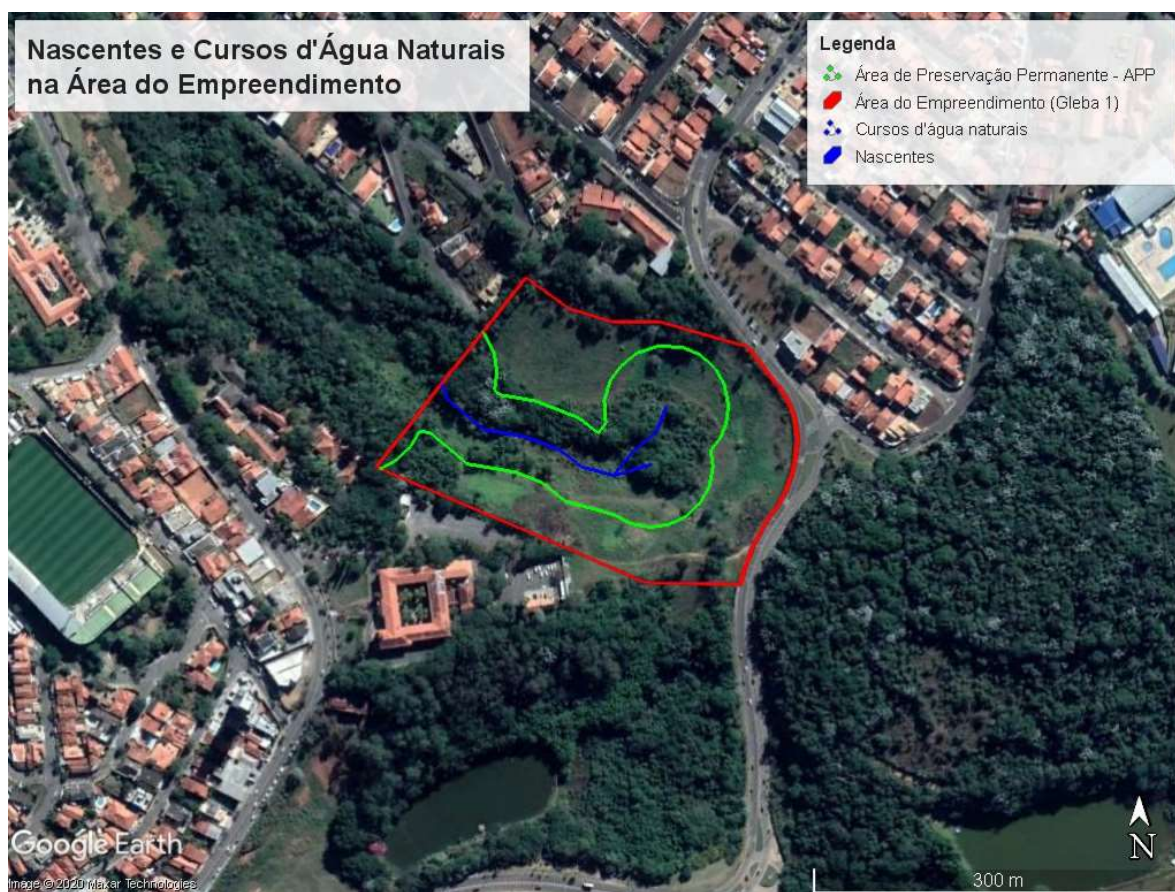 Nascentes e Cursos d'Água Naturais
na Área do Empreendimento
Legenda
Área de Preservação Permanente - APP
Área do Empreendimento (Gleba 1)
Cursos d'água naturais
Nascentes
Google Earth
Image © 2020 Maxar Technologies
300 m
N